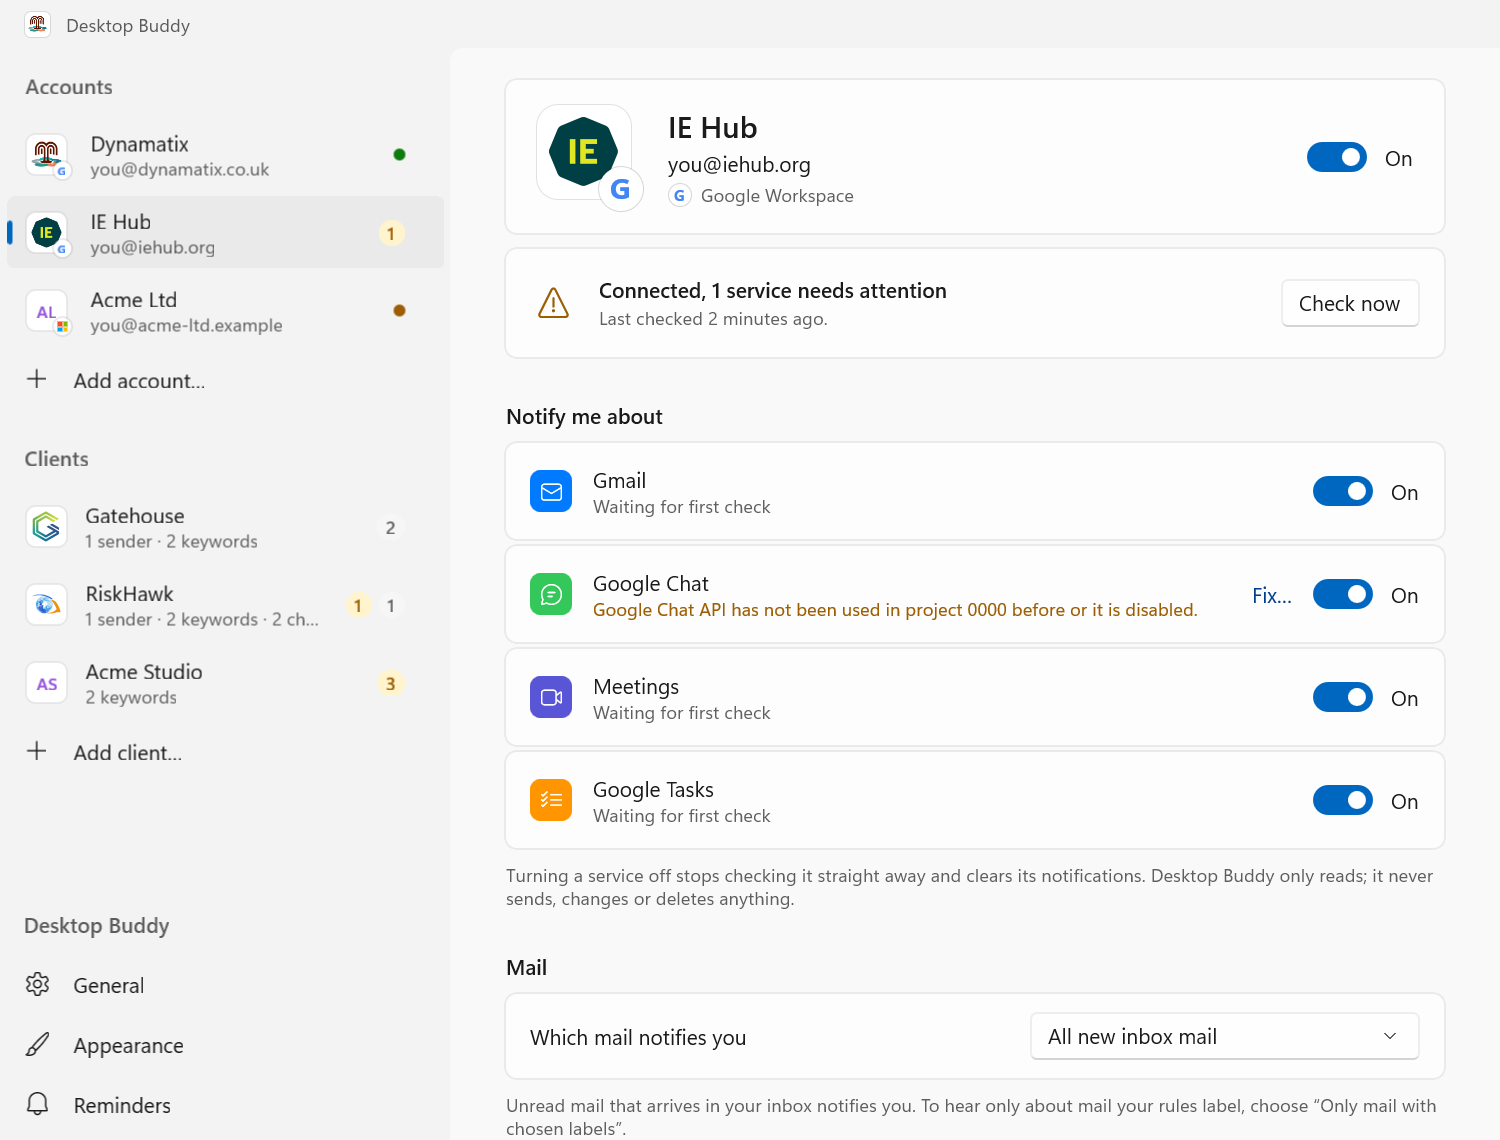 Desktop Buddy
Accounts
Dynamatix
you@dynamatix.co.uk
G
IE Hub
you@iehub.org
IE
G
1
Acme Ltd
you@acme-ltd.example
AL
Add account...
Clients
Gatehouse
1 sender · 2 keywords
2
RiskHawk
1 sender · 2 keywords · 2 ch...
1
1
Acme Studio
2 keywords
AS
3
Add client...
Desktop Buddy
General
Appearance
Reminders
IE
G
IE Hub
you@iehub.org
G Google Workspace
On
Connected, 1 service needs attention
Last checked 2 minutes ago.
Check now
Notify me about
Gmail
Waiting for first check
On
Google Chat
Google Chat API has not been used in project 0000 before or it is disabled.
Fix...
On
Meetings
Waiting for first check
On
Google Tasks
Waiting for first check
On
Turning a service off stops checking it straight away and clears its notifications. Desktop Buddy only reads; it never
sends, changes or deletes anything.
Mail
Which mail notifies you
All new inbox mail
Unread mail that arrives in your inbox notifies you. To hear only about mail your rules label, choose “Only mail with
chosen labels”.